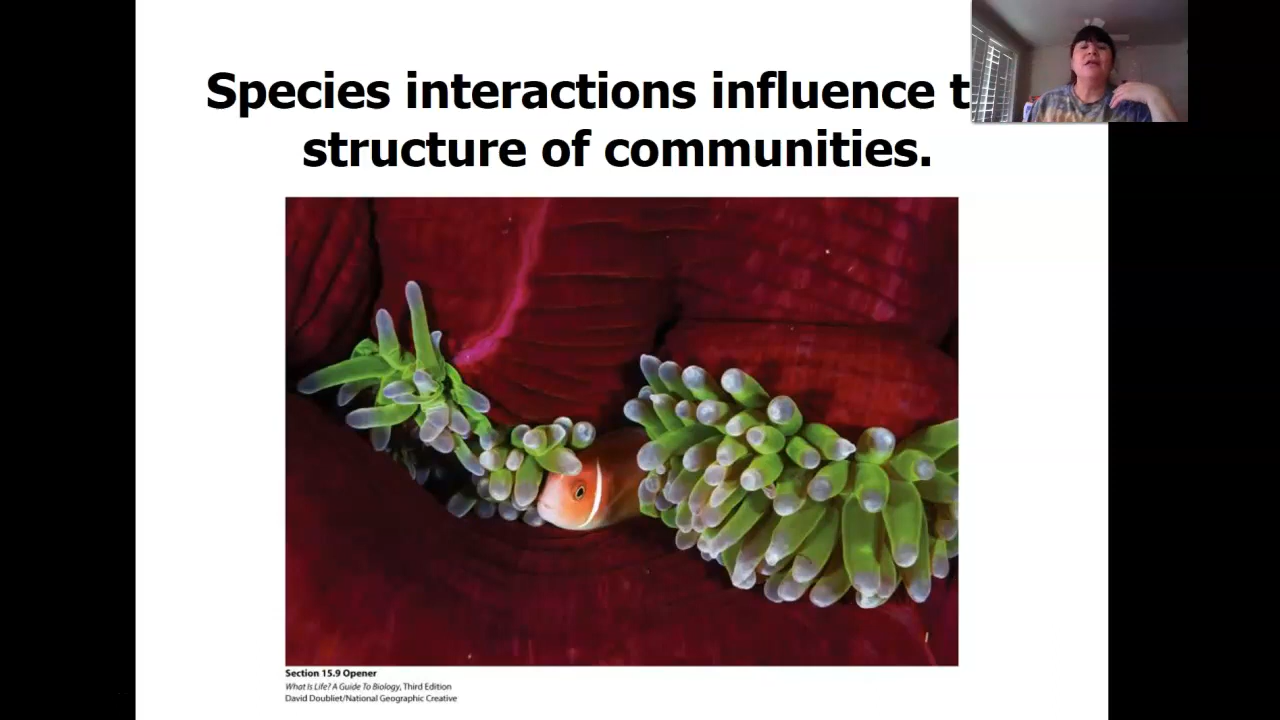 Species interactions influence t
structure of communities.
Section 15.9 Opener
What Is Life? A Guide To Biology, Third Edition
David Doubliet/National Geographic Creative